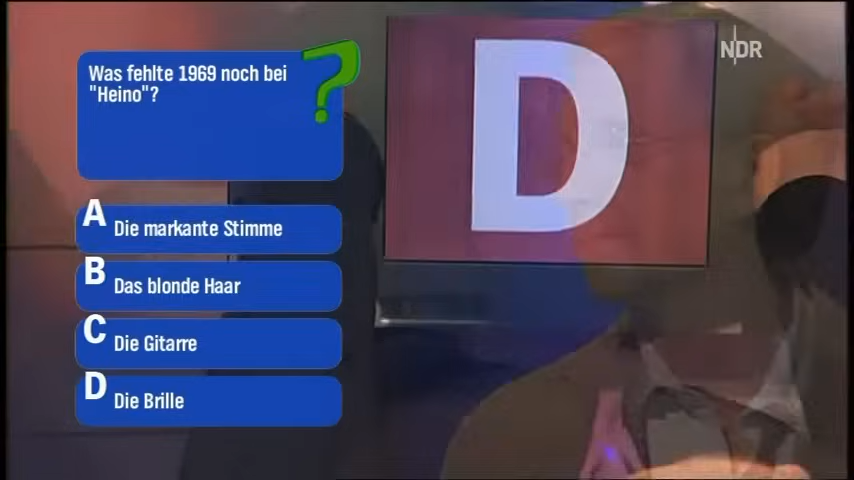 NDR
D
Was fehlte 1969 noch bei
"Heino"?
?
A
Die markante Stimme
B
Das blonde Haar
C
Die Gitarre
D
Die Brille